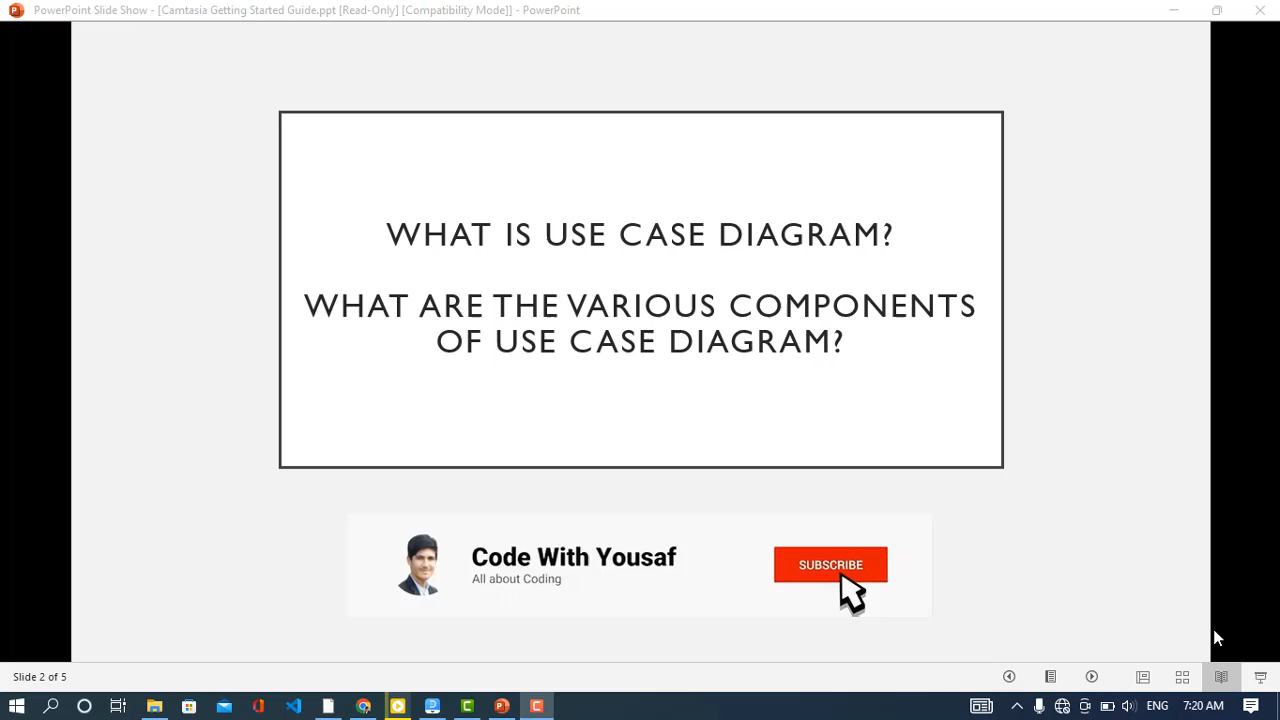 PowerPoint Slide Show - [Camtasia Getting Started Guide.ppt [Read-Only] [Compatibility Mode]] - PowerPoint
WHAT IS USE CASE DIAGRAM?
WHAT ARE THE VARIOUS COMPONENTS
OF USE CASE DIAGRAM?
Code With Yousaf
All about Coding
SUBSCRIBE
Slide 2 of 5
ENG
7:20 AM